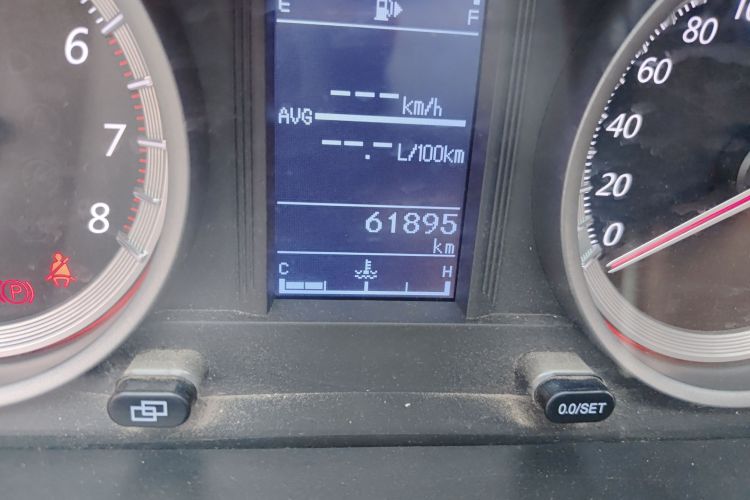 6
7
8
P
E
F
--- km/h
AVG
--.- L/100km
61895
km
C
H
0
20
40
60
80
0.0/SET